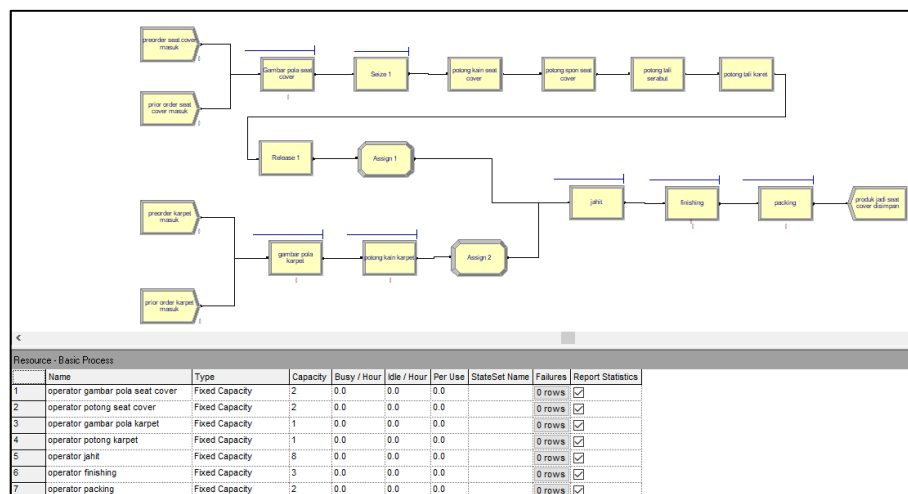 preorder seat cover
masuk
Gambar pola seat
cover
Seize 1
potong kain seat
cover
potong spon seat
cover
potong tali
serabut
potong tali karet
prior order seat
cover masuk
Release 1
Assign 1
jahit
finishing
packing
produk jadi seat
cover disimpan
preorder karpet
masuk
gambar pola
karpet
potong kain karpet
Assign 2
prior order karpet
masuk
<
Resource - Basic Process
Name Type Capacity Busy / Hour Idle / Hour Per Use StateSet Name Failures Report Statistics
1 operator gambar pola seat cover Fixed Capacity 2 0.0 0.0 0.0 0 rows
2 operator potong seat cover Fixed Capacity 2 0.0 0.0 0.0 0 rows
3 operator gambar pola karpet Fixed Capacity 1 0.0 0.0 0.0 0 rows
4 operator potong karpet Fixed Capacity 1 0.0 0.0 0.0 0 rows
5 operator jahit Fixed Capacity 8 0.0 0.0 0.0 0 rows
6 operator finishing Fixed Capacity 3 0.0 0.0 0.0 0 rows
7 operator packing Fixed Capacity 2 0.0 0.0 0.0 0 rows